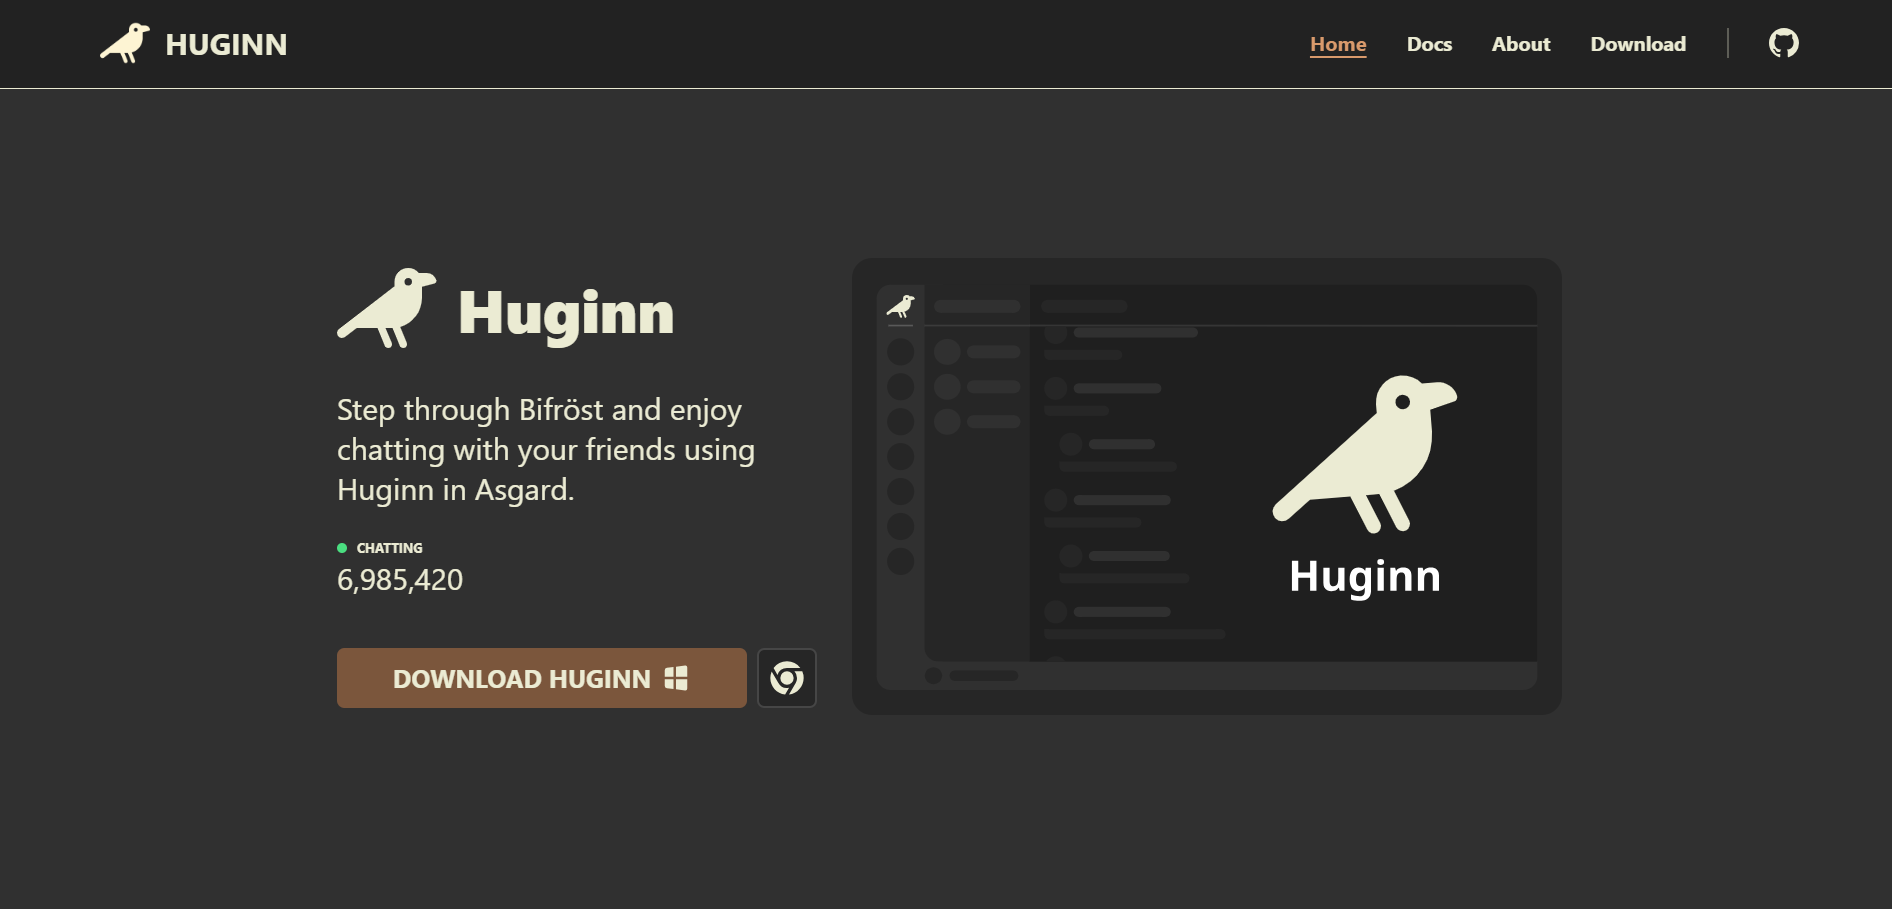 HUGINN
Home
Docs
About
Download
Huginn
Step through Bifröst and enjoy
chatting with your friends using
Huginn in Asgard.
CHATTING
6,985,420
DOWNLOAD HUGINN
Huginn